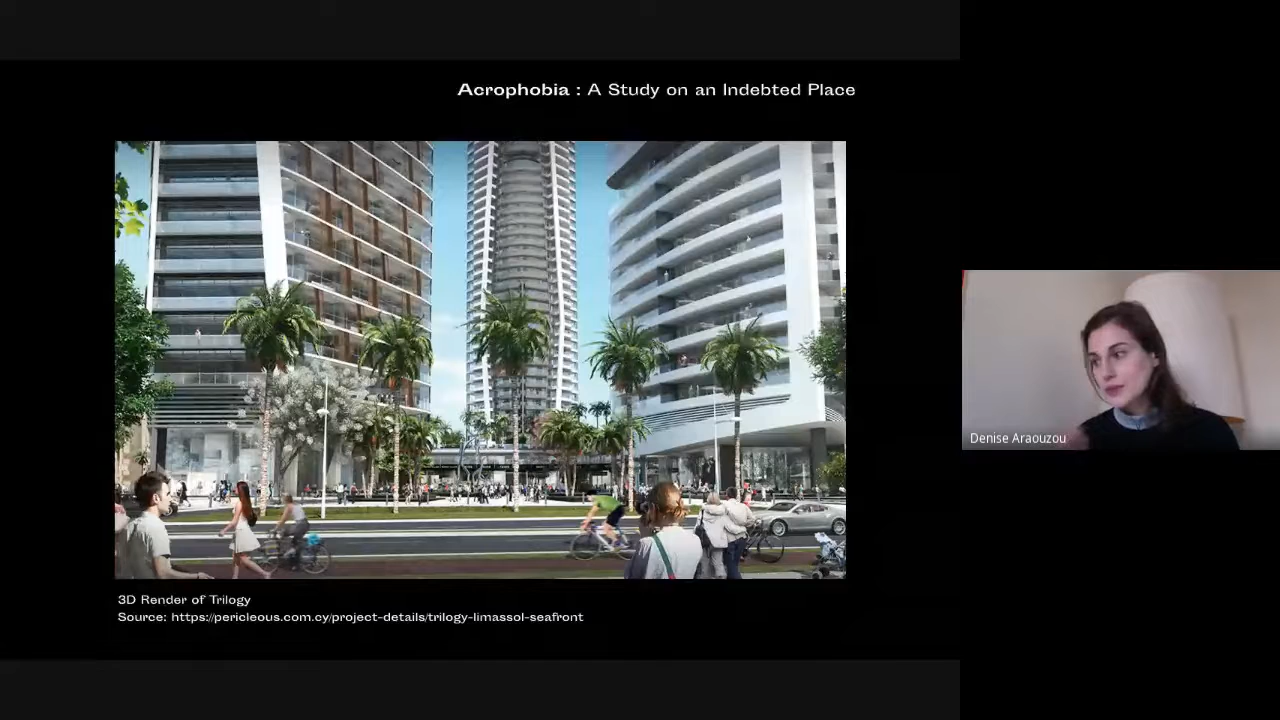 Acrophobia : A Study on an Indebted Place
Denise Araouzou
3D Render of Trilogy
Source: https://pericleous.com.cy/project-details/trilogy-limassol-seafront